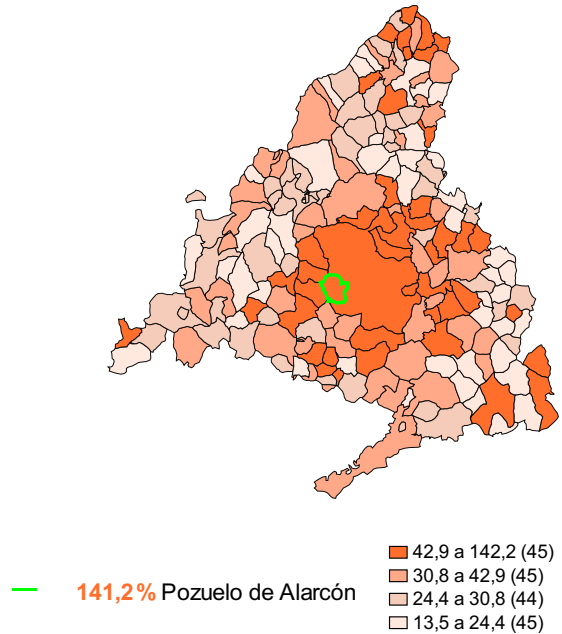 42,9 a 142,2 (45)
30,8 a 42,9 (45)
24,4 a 30,8 (44)
13,5 a 24,4 (45)
141,2% Pozuelo de Alarcón